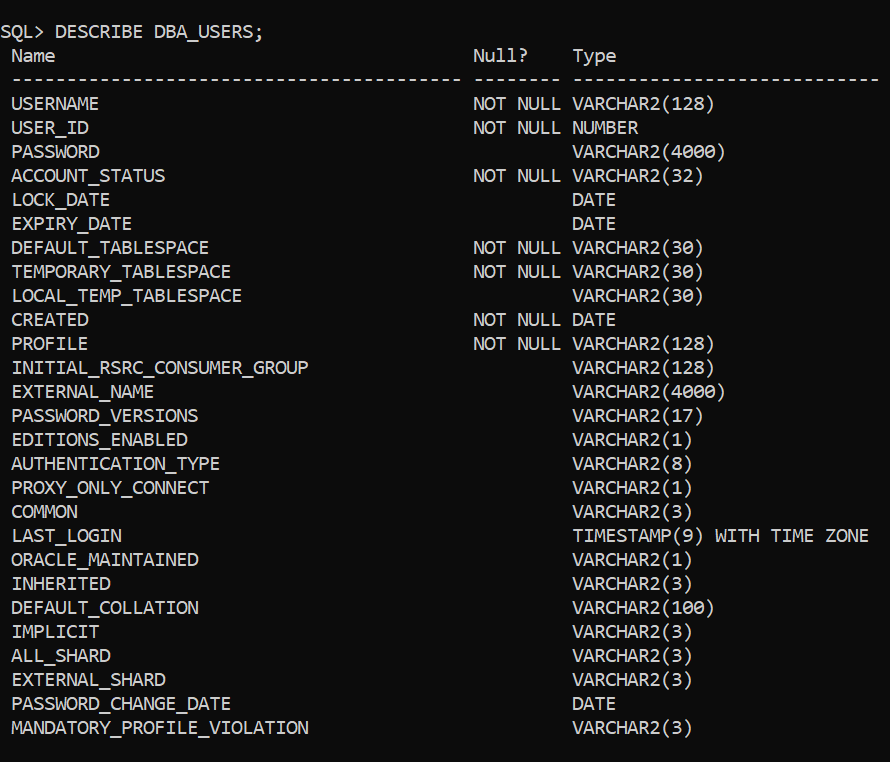 SQL> DESCRIBE DBA_USERS;
Name Null? Type
----------------------------------------- -------- ----------------------------
USERNAME NOT NULL VARCHAR2(128)
USER_ID NOT NULL NUMBER
PASSWORD VARCHAR2(4000)
ACCOUNT_STATUS NOT NULL VARCHAR2(32)
LOCK_DATE DATE
EXPIRY_DATE DATE
DEFAULT_TABLESPACE NOT NULL VARCHAR2(30)
TEMPORARY_TABLESPACE NOT NULL VARCHAR2(30)
LOCAL_TEMP_TABLESPACE VARCHAR2(30)
CREATED NOT NULL DATE
PROFILE NOT NULL VARCHAR2(128)
INITIAL_RSRC_CONSUMER_GROUP VARCHAR2(128)
EXTERNAL_NAME VARCHAR2(4000)
PASSWORD_VERSIONS VARCHAR2(17)
EDITIONS_ENABLED VARCHAR2(1)
AUTHENTICATION_TYPE VARCHAR2(8)
PROXY_ONLY_CONNECT VARCHAR2(1)
COMMON VARCHAR2(3)
LAST_LOGIN TIMESTAMP(9) WITH TIME ZONE
ORACLE_MAINTAINED VARCHAR2(1)
INHERITED VARCHAR2(3)
DEFAULT_COLLATION VARCHAR2(100)
IMPLICIT VARCHAR2(3)
ALL_SHARD VARCHAR2(3)
EXTERNAL_SHARD VARCHAR2(3)
PASSWORD_CHANGE_DATE DATE
MANDATORY_PROFILE_VIOLATION VARCHAR2(3)